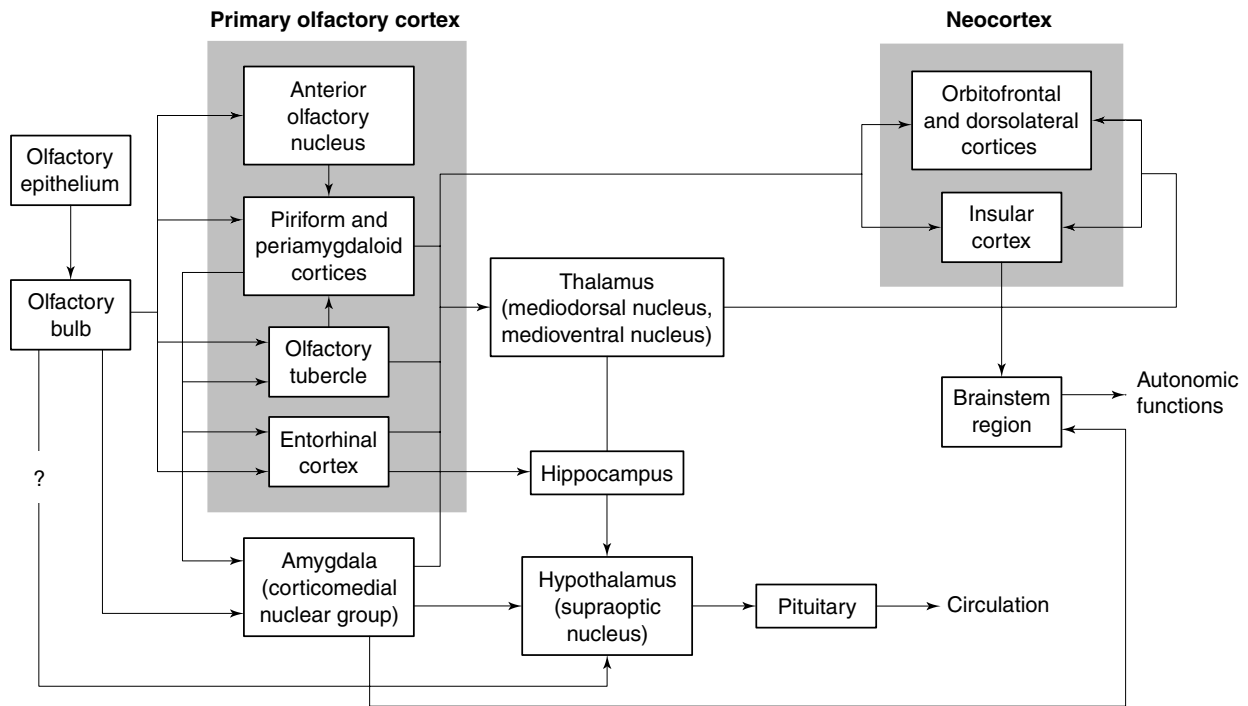 Primary olfactory cortex
Neocortex
Anterior
olfactory
nucleus
Orbitofrontal
and dorsolateral
cortices
Olfactory
epithelium
Piriform and
periamygdaloid
cortices
Insular
cortex
Olfactory
bulb
Thalamus
(mediodorsal nucleus,
medioventral nucleus)
Olfactory
tubercle
Brainstem
region
Autonomic
functions
Entorhinal
cortex
?
Hippocampus
Amygdala
(corticomedial
nuclear group)
Hypothalamus
(supraoptic
nucleus)
Pituitary
Circulation